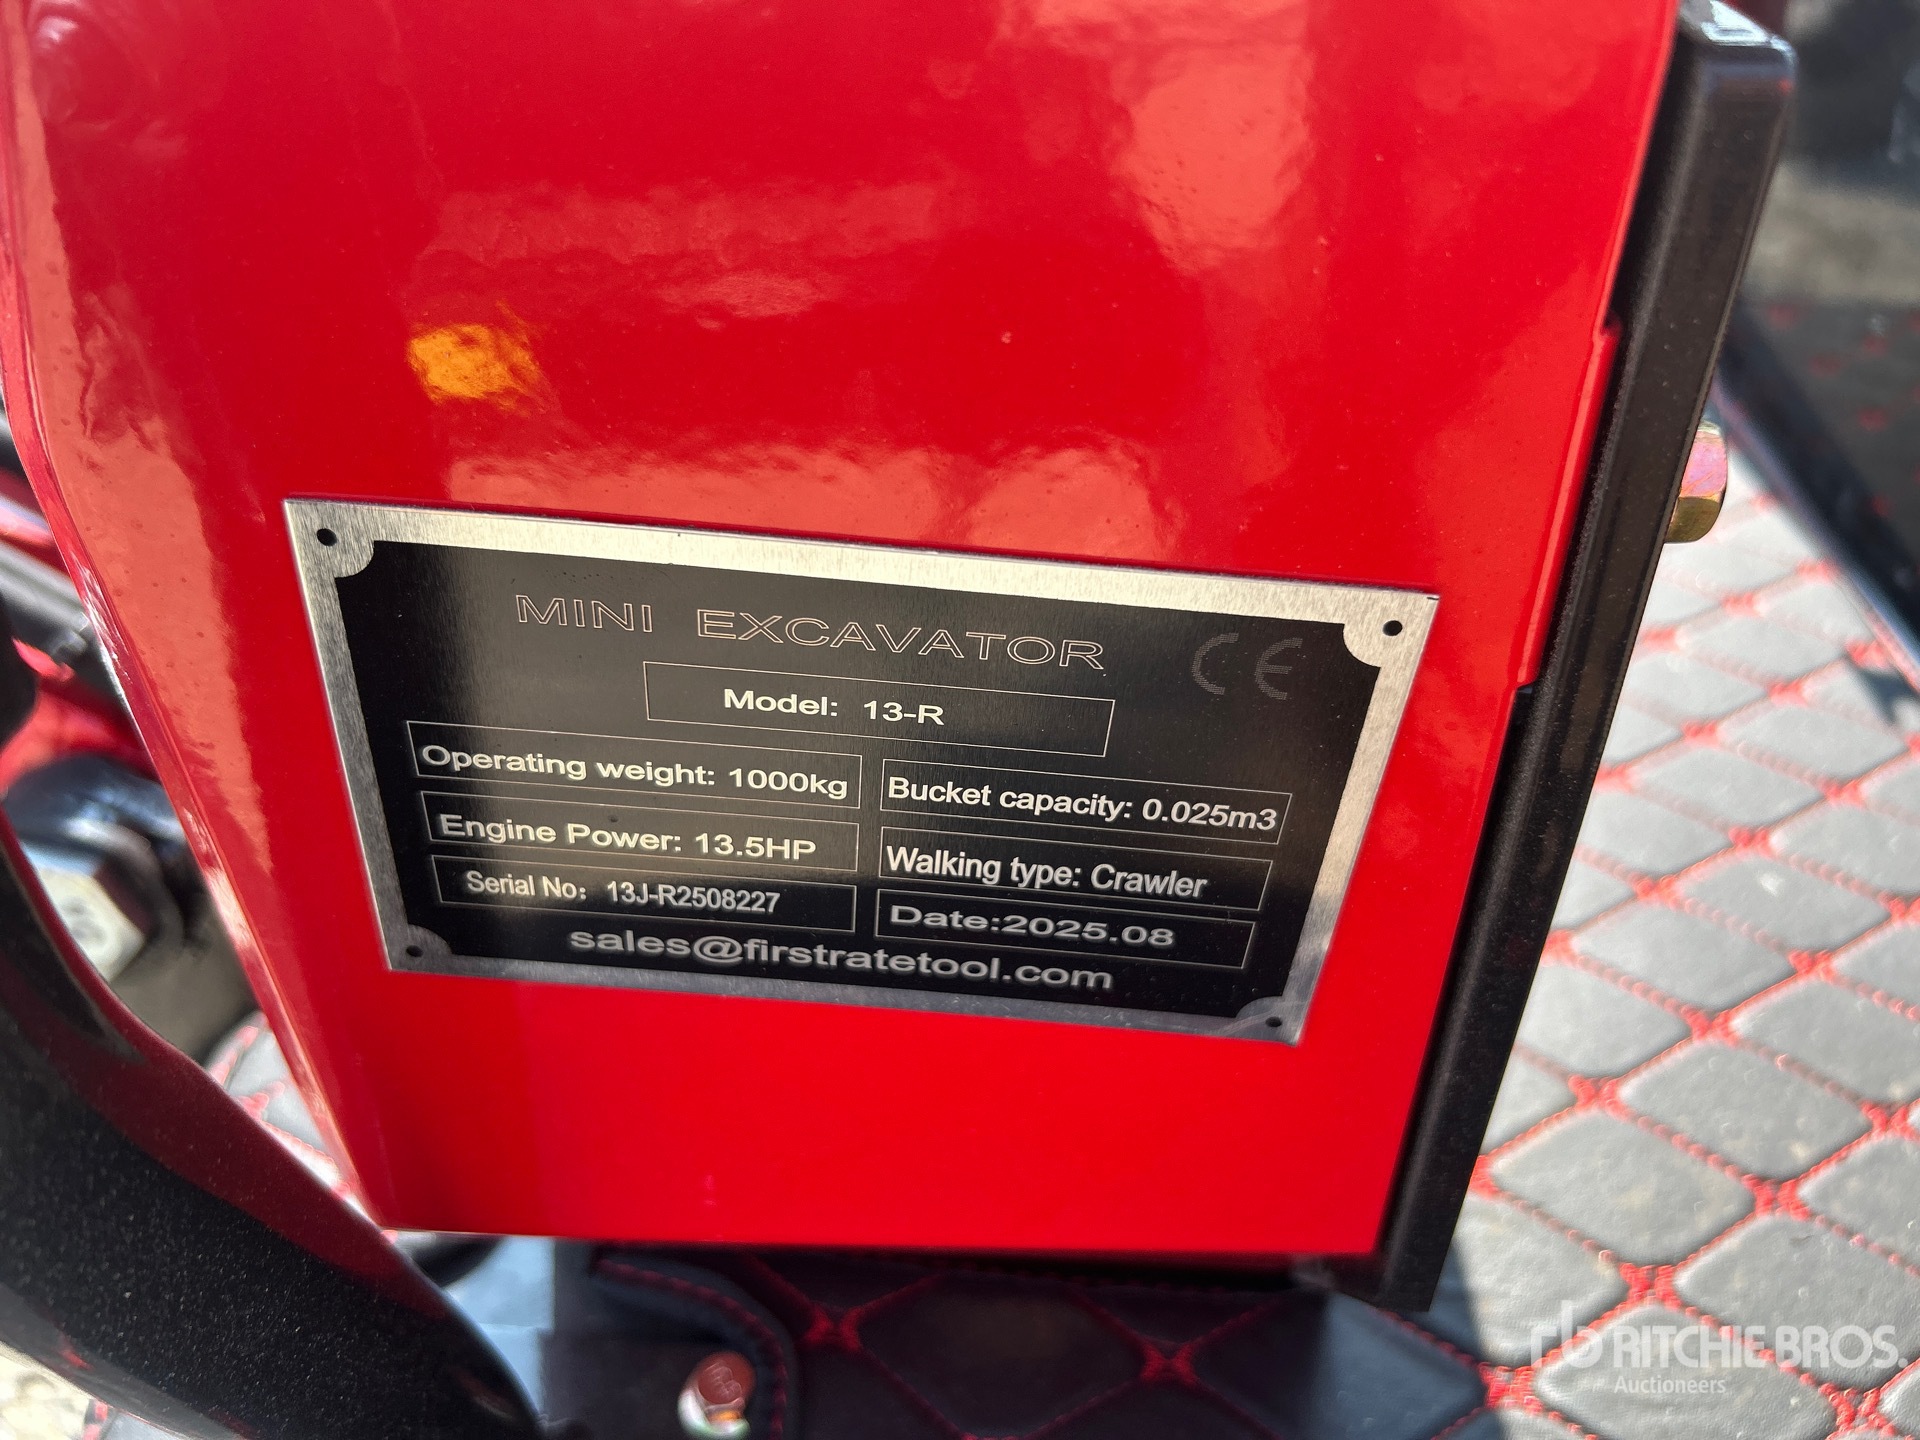 MINI EXCAVATOR
CE
Model: 13-R
Operating weight: 1000kg
Bucket capacity: 0.025m3
Engine Power: 13.5HP
Walking type: Crawler
Serial No: 13J-R2508227
Date:2025.08
sales@firstratetool.com
rb RITCHIE BROS.
Auctioneers